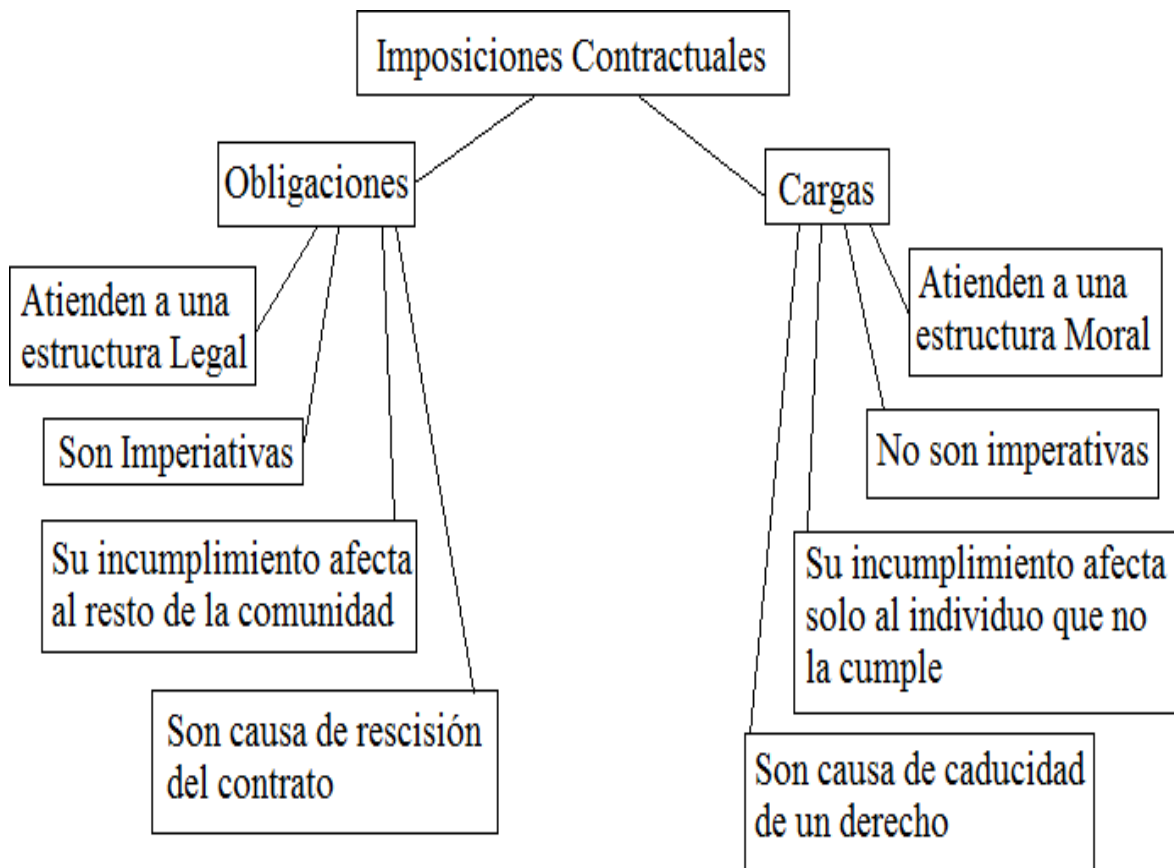 Imposiciones Contractuales
Obligaciones
Cargas
Atienden a una
estructura Legal
Atienden a una
estructura Moral
Son Imperiativas
No son imperativas
Su incumplimiento afecta
al resto de la comunidad
Su incumplimiento afecta
solo al individuo que no
la cumple
Son causa de rescisión
del contrato
Son causa de caducidad
de un derecho